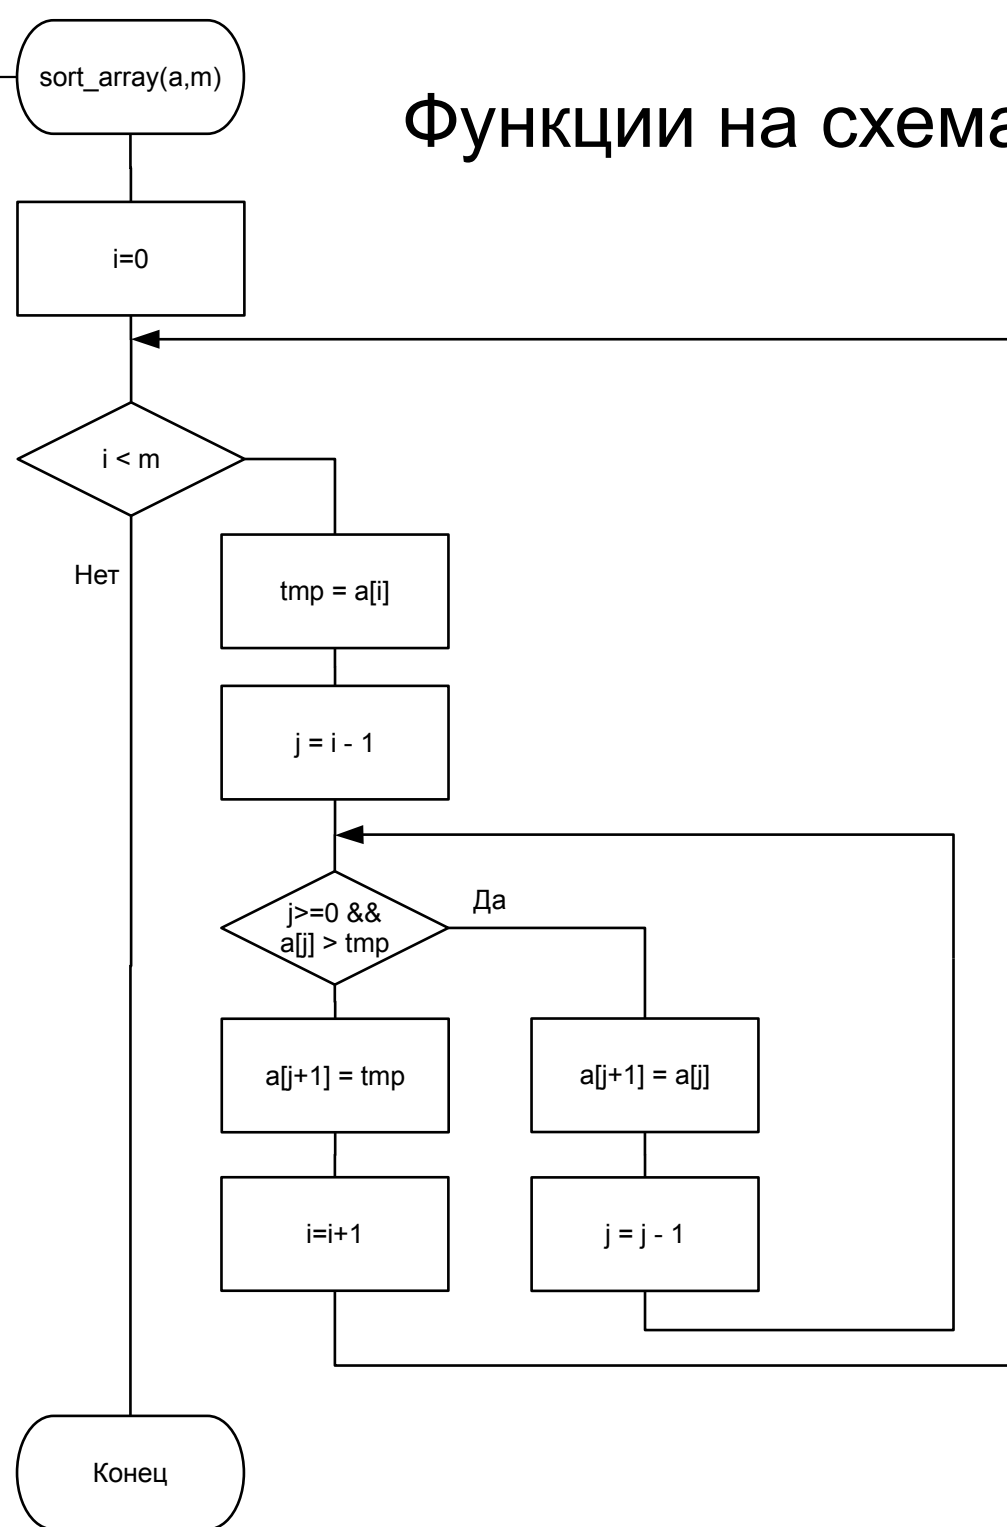 sort_array(a,m)
Функции на схема
i=0
i < m
Нет
tmp = a[i]
j = i - 1
j>=0 &&
a[j] > tmp
Да
a[j+1] = tmp
a[j+1] = a[j]
i=i+1
j = j - 1
Конец